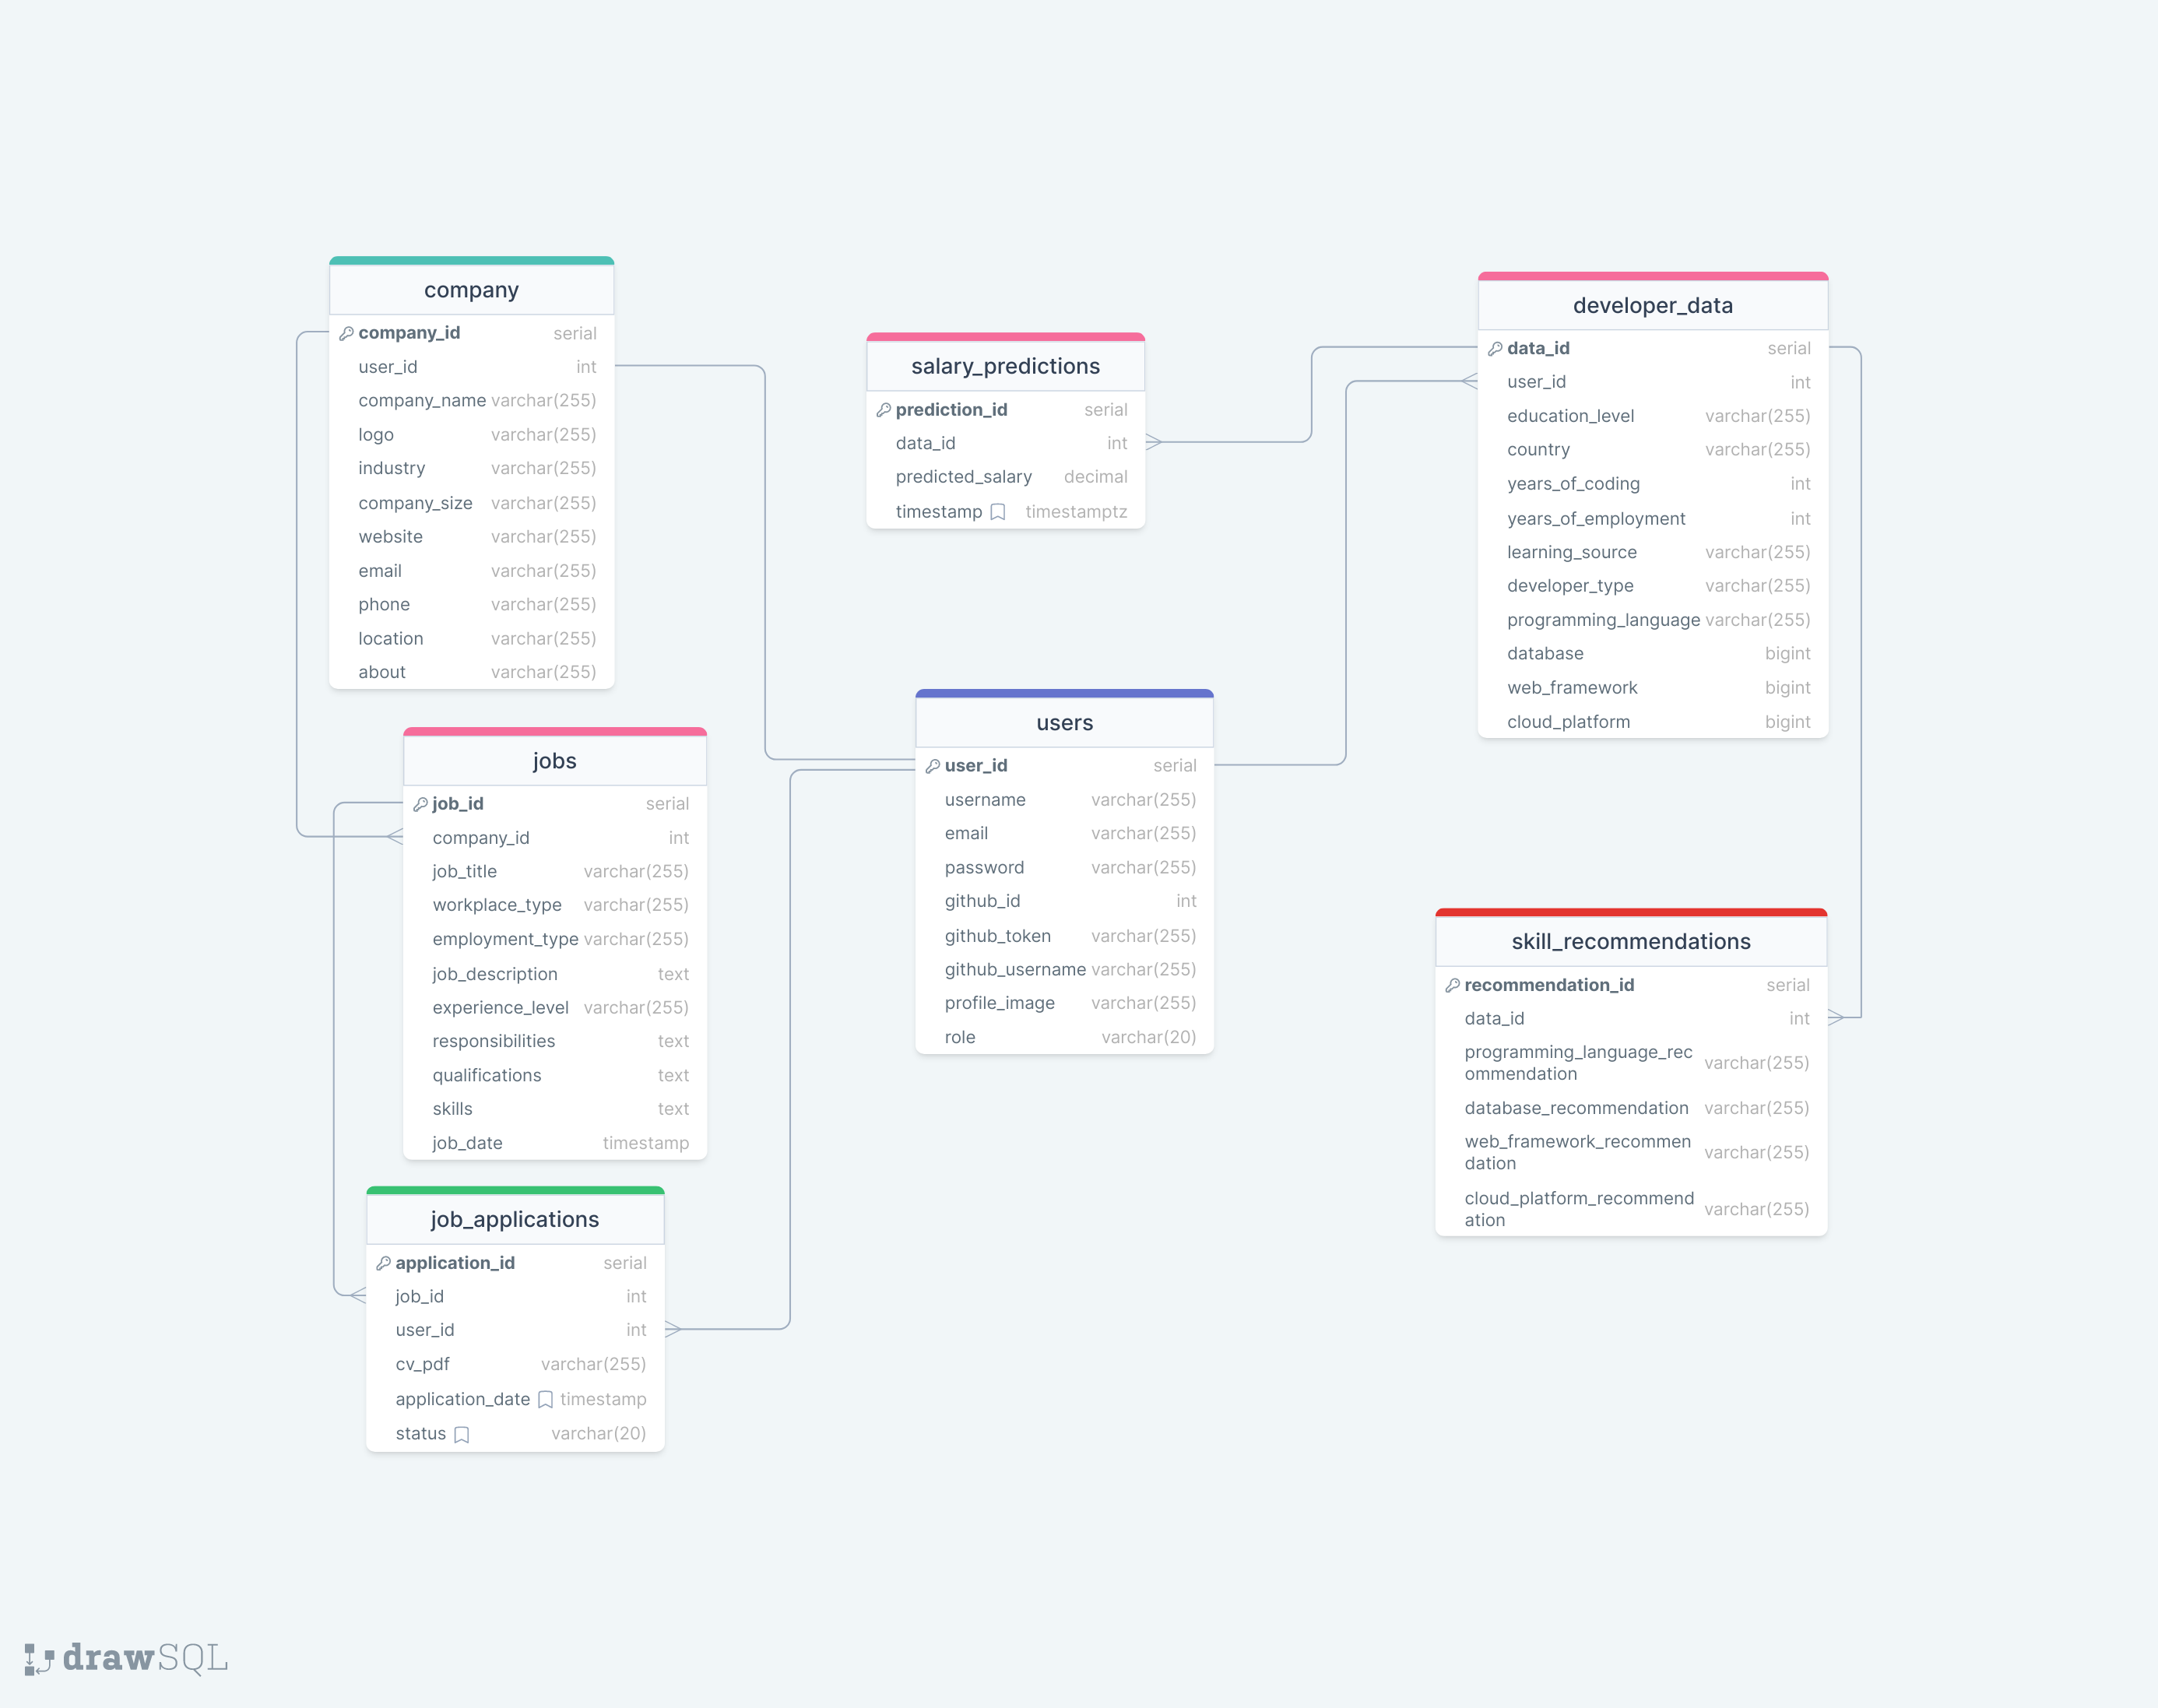 company
company_id serial
user_id int
company_name varchar(255)
logo varchar(255)
industry varchar(255)
company_size varchar(255)
website varchar(255)
email varchar(255)
phone varchar(255)
location varchar(255)
about varchar(255)
salary_predictions
prediction_id serial
data_id int
predicted_salary decimal
timestamp timestamptz
developer_data
data_id serial
user_id int
education_level varchar(255)
country varchar(255)
years_of_coding int
years_of_employment int
learning_source varchar(255)
developer_type varchar(255)
programming_language varchar(255)
database bigint
web_framework bigint
cloud_platform bigint
jobs
job_id serial
company_id int
job_title varchar(255)
workplace_type varchar(255)
employment_type varchar(255)
job_description text
experience_level varchar(255)
responsibilities text
qualifications text
skills text
job_date timestamp
users
user_id serial
username varchar(255)
email varchar(255)
password varchar(255)
github_id int
github_token varchar(255)
github_username varchar(255)
profile_image varchar(255)
role varchar(20)
skill_recommendations
recommendation_id serial
data_id int
programming_language_rec
ommendation varchar(255)
database_recommendation varchar(255)
web_framework_recommen
dation varchar(255)
cloud_platform_recommend
ation varchar(255)
job_applications
application_id serial
job_id int
user_id int
cv_pdf varchar(255)
application_date timestamp
status varchar(20)
drawSQL